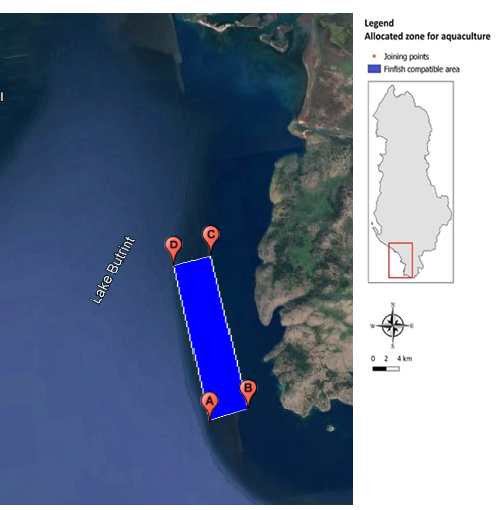 l
Lake Butrint
D
C
A
B
Legend
Allocated zone for aquaculture
Joining points
Finfish compatible area
N
W E
S
0 2 4 km